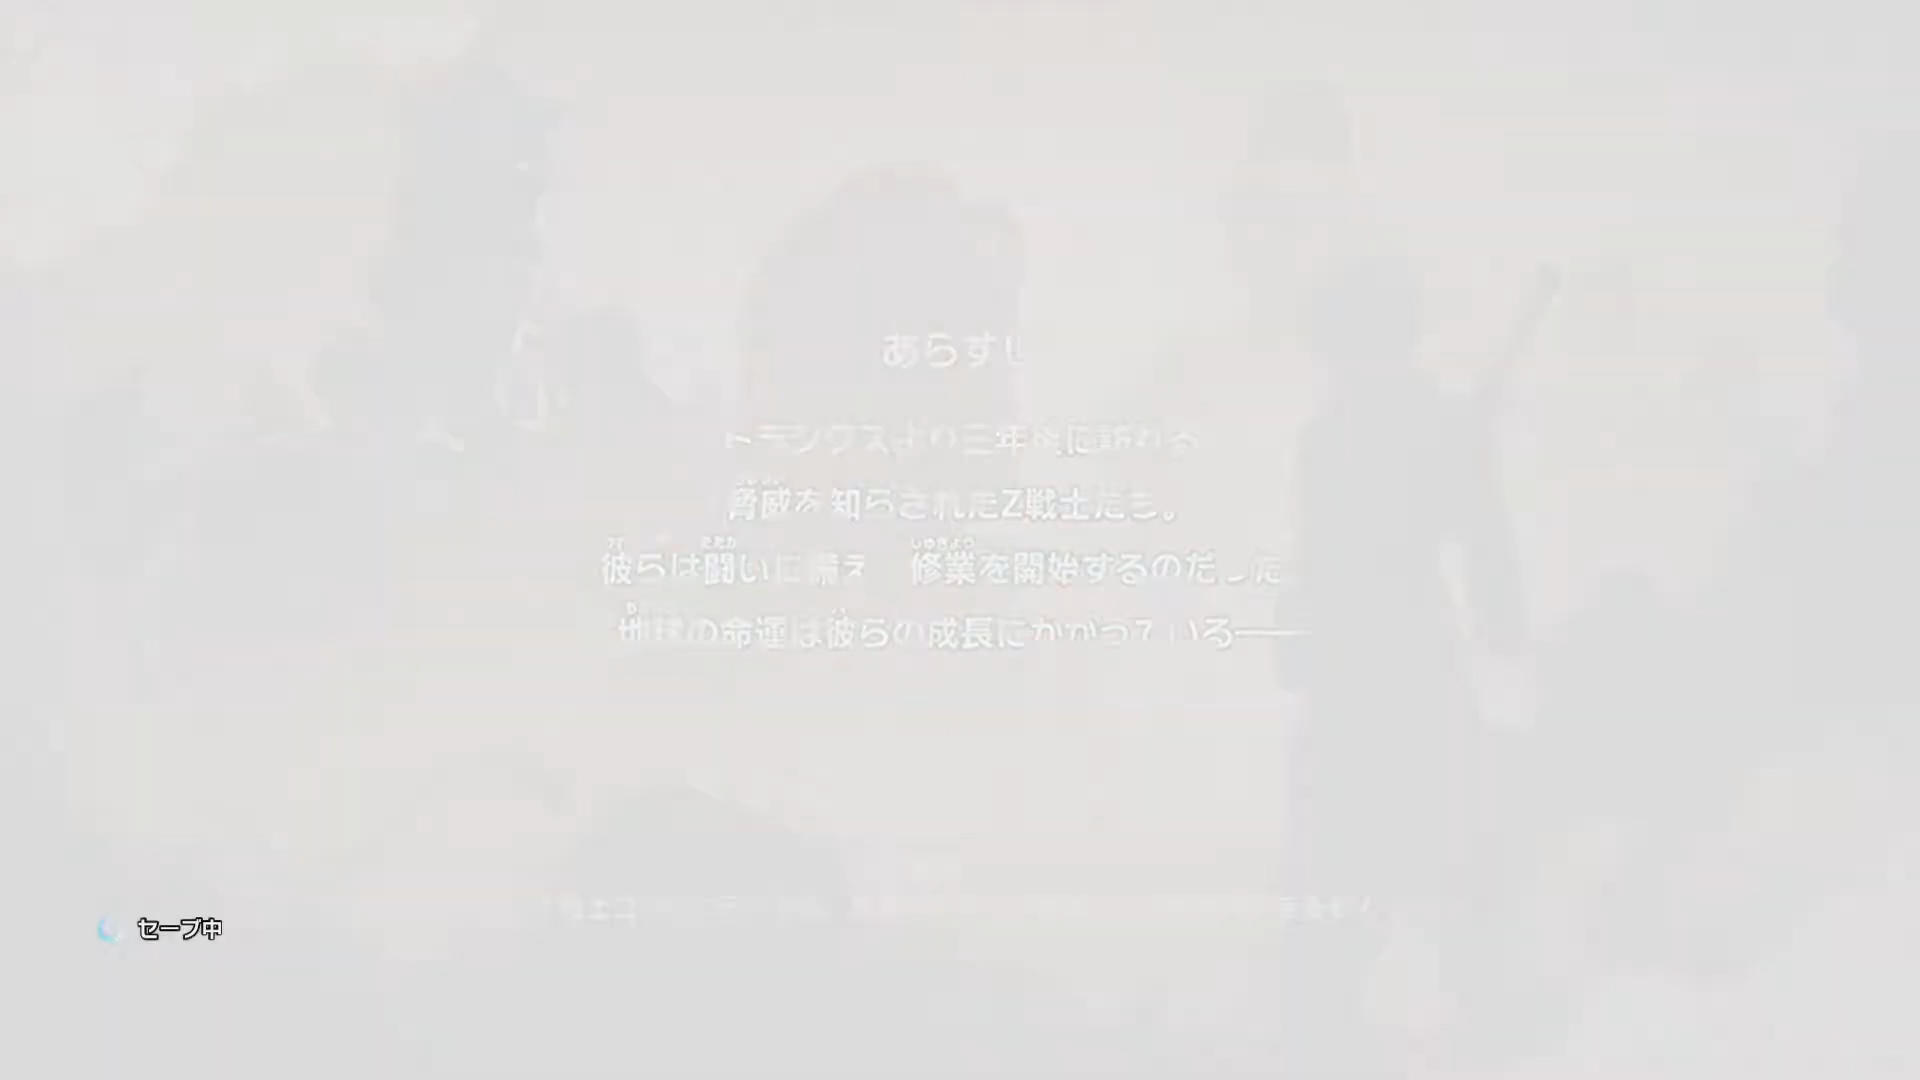 あらすじ
トランクスより三年後に訪れる
脅威を知らされたZ戦士たち。
彼らは闘いに備え 修業を開始するのだった。
地球の命運は彼らの成長にかかっている――
セーブ中